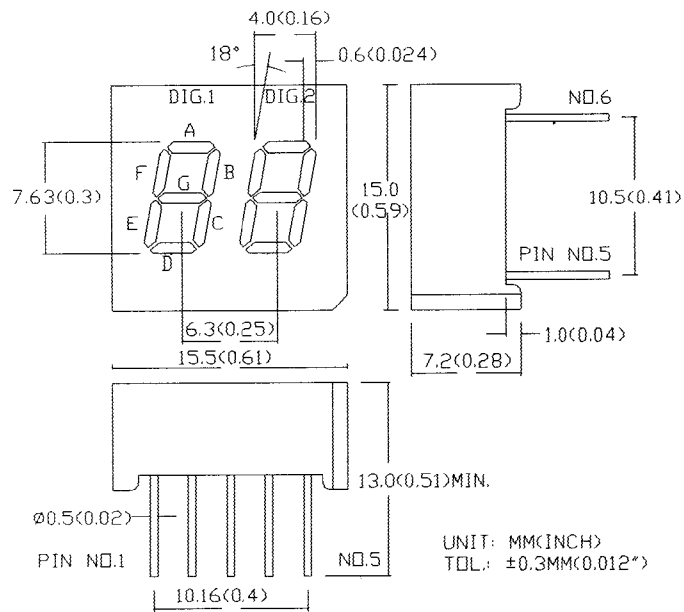 4.0(0.16)
18°
0.6(0.024)
DIG.1
DIG.2
NO.6
A
F
B
G
7.63(0.3)
15.0
(0.59)
10.5(0.41)
E
C
D
PIN NO.5
6.3(0.25)
1.0(0.04)
15.5(0.61)
7.2(0.28)
13.0(0.51)MIN.
Ø0.5(0.02)
PIN NO.1
NO.5
10.16(0.4)
UNIT: MM(INCH)
TOL.: ±0.3MM(0.012")